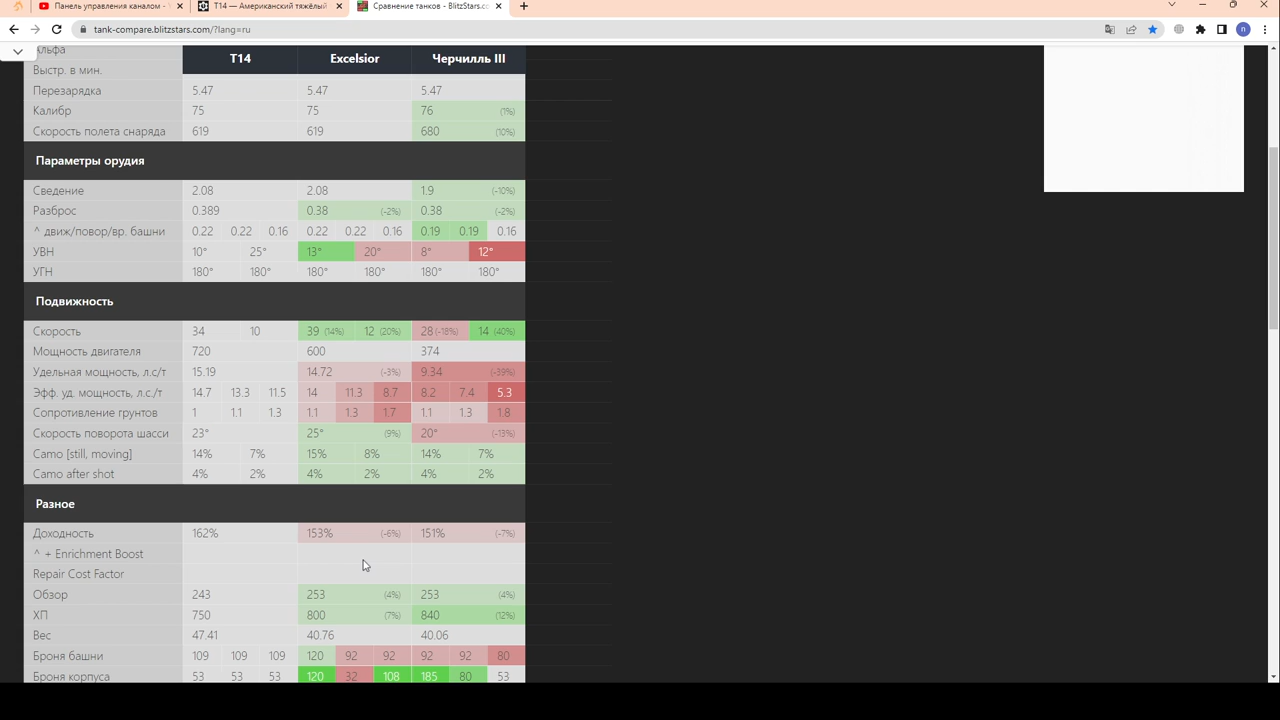 Панель управления каналом -
T14 — Американский тяжёлый
Сравнение танков - BlitzStars.co
tank-compare.blitzstars.com/?lang=ru
T14 Excelsior Черчилль III
Альфа
Выстр. в мин.
Перезарядка 5.47 5.47 5.47
Калибр 75 75 76 (1%)
Скорость полета снаряда 619 619 680 (10%)
Параметры орудия
Сведение 2.08 2.08 1.9 (-10%)
Разброс 0.389 0.38 (-2%) 0.38 (-2%)
^ движ/повор/вр. башни 0.22 0.22 0.16 0.22 0.22 0.16 0.19 0.19 0.16
УВН 10° 25° 13° 20° 8° 12°
УГН 180° 180° 180° 180° 180° 180°
Подвижность
Скорость 34 10 39 (14%) 12 (20%) 28 (-18%) 14 (40%)
Мощность двигателя 720 600 374
Удельная мощность, л.с/т 15.19 14.72 (-3%) 9.34 (-39%)
Эфф. уд. мощность, л.с./т 14.7 13.3 11.5 14 11.3 8.7 8.2 7.4 5.3
Сопротивление грунтов 1 1.1 1.3 1.1 1.3 1.7 1.1 1.3 1.8
Скорость поворота шасси 23° 25° (9%) 20° (-13%)
Camo [still, moving] 14% 7% 15% 8% 14% 7%
Camo after shot 4% 2% 4% 2% 4% 2%
Разное
Доходность 162% 153% (-6%) 151% (-7%)
^ + Enrichment Boost
Repair Cost Factor
Обзор 243 253 (4%) 253 (4%)
ХП 750 800 (7%) 840 (12%)
Вес 47.41 40.76 40.06
Броня башни 109 109 109 120 92 92 92 92 80
Броня корпуса 53 53 53 120 32 108 185 80 53